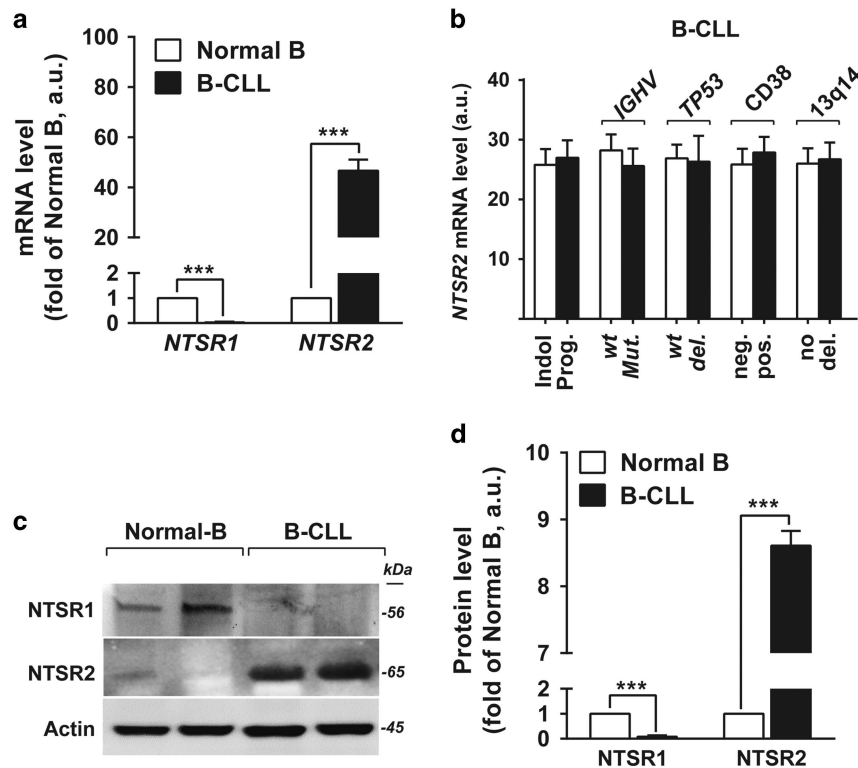 a
mRNA level
(fold of Normal B, a.u.)
100
80
60
40
20
2
1
0
Normal B
B-CLL
***
***
NTSR1 NTSR2
b
B-CLL
NTSR2 mRNA level (a.u.)
40
30
20
10
IGHV TP53 CD38 13q14
Indol
Prog.
wt
Mut.
wt
del.
neg.
pos.
no
del.
c
Normal-B B-CLL
kDa
NTSR1 -56
NTSR2 -65
Actin -45
d
Protein level
(fold of Normal B, a.u.)
10
9
8
7
2
1
0
Normal B
B-CLL
***
***
NTSR1 NTSR2